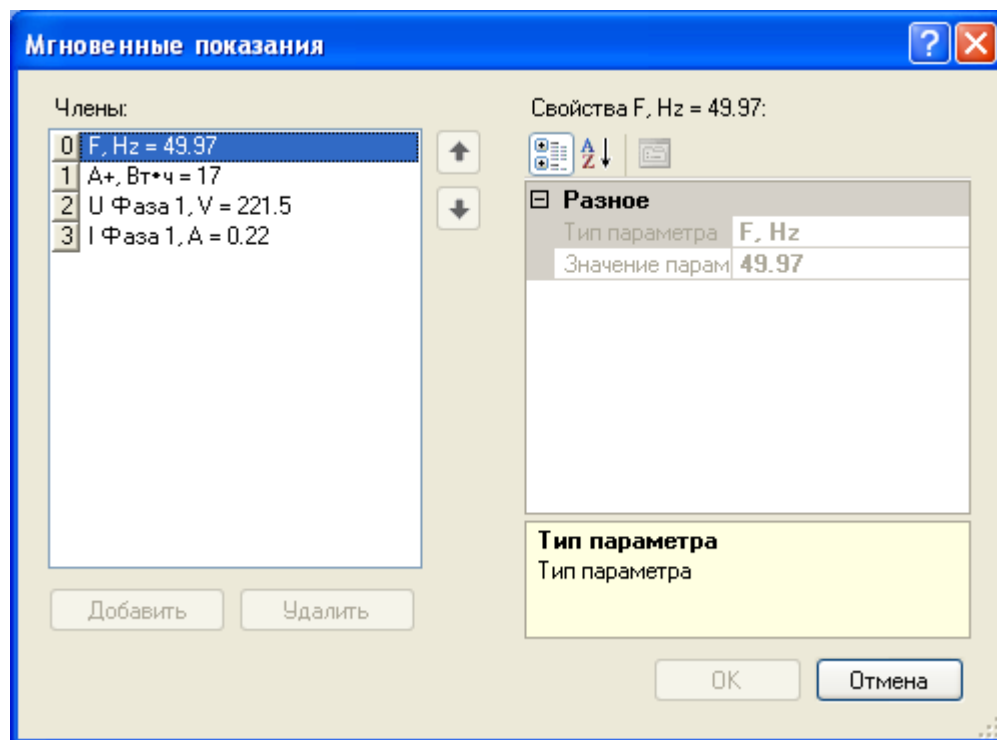 Мгновенные показания
Члены:
0 F, Hz = 49.97
1 A+, Вт•ч = 17
2 U Фаза 1, V = 221.5
3 I Фаза 1, A = 0.22
Добавить Удалить
Свойства F, Hz = 49.97:
Разное
Тип параметра F, Hz
Значение парам 49.97
Тип параметра
Тип параметра
OK Отмена